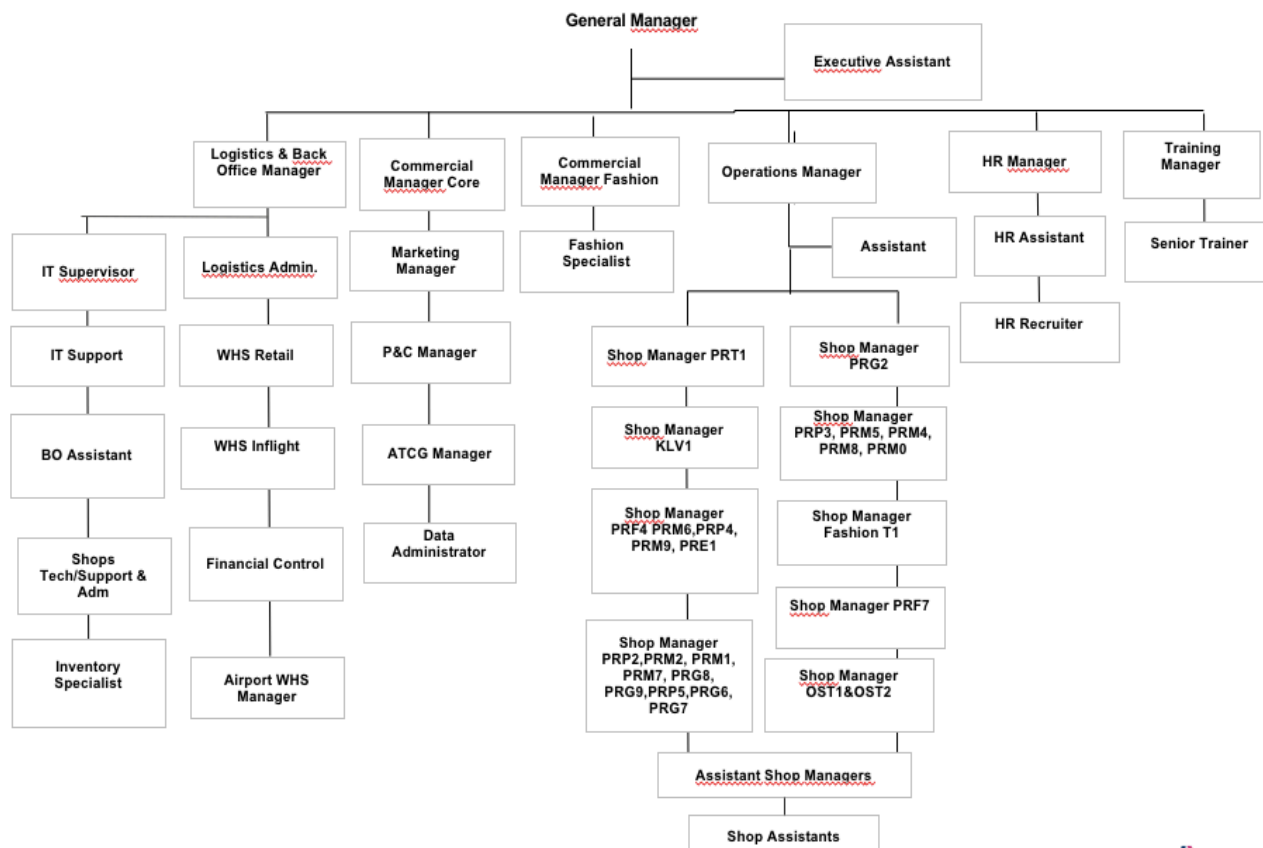 General Manager
Executive Assistant
Logistics & Back
Office Manager
Commercial
Manager Core
Commercial
Manager Fashion
Operations Manager
HR Manager
Training
Manager
IT Supervisor
Logistics Admin.
Marketing
Manager
Fashion
Specialist
Assistant
HR Assistant
Senior Trainer
IT Support
WHS Retail
P&C Manager
Shop Manager PRT1
Shop Manager
PRG2
HR Recruiter
BO Assistant
WHS Inflight
ATCG Manager
Shop Manager
KLV1
Shop Manager
PRP3, PRM5, PRM4,
PRM8, PRM0
Shops
Tech/Support &
Adm
Financial Control
Data
Administrator
Shop Manager
PRF4 PRM6,PRP4,
PRM9, PRE1
Shop Manager
Fashion T1
Shop Manager PRF7
Inventory
Specialist
Airport WHS
Manager
Shop Manager
PRP2,PRM2, PRM1,
PRM7, PRG8,
PRG9,PRP5,PRG6,
PRG7
Shop Manager
OST1&OST2
Assistant Shop Managers
Shop Assistants